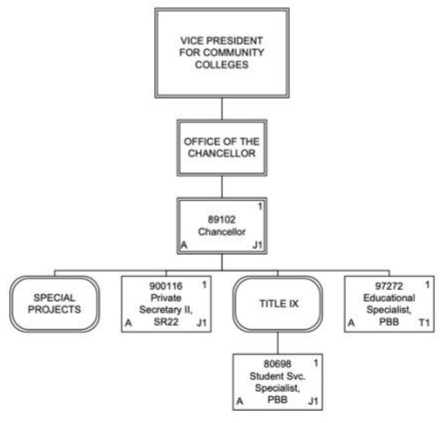 VICE PRESIDENT
FOR COMMUNITY
COLLEGES
OFFICE OF THE
CHANCELLOR
1
89102
Chancellor
A J1
SPECIAL
PROJECTS
900116 1
Private
Secretary II,
SR22
A J1
TITLE IX
97272 1
Educational
Specialist,
PBB
A T1
80698 1
Student Svc.
Specialist,
PBB
A J1